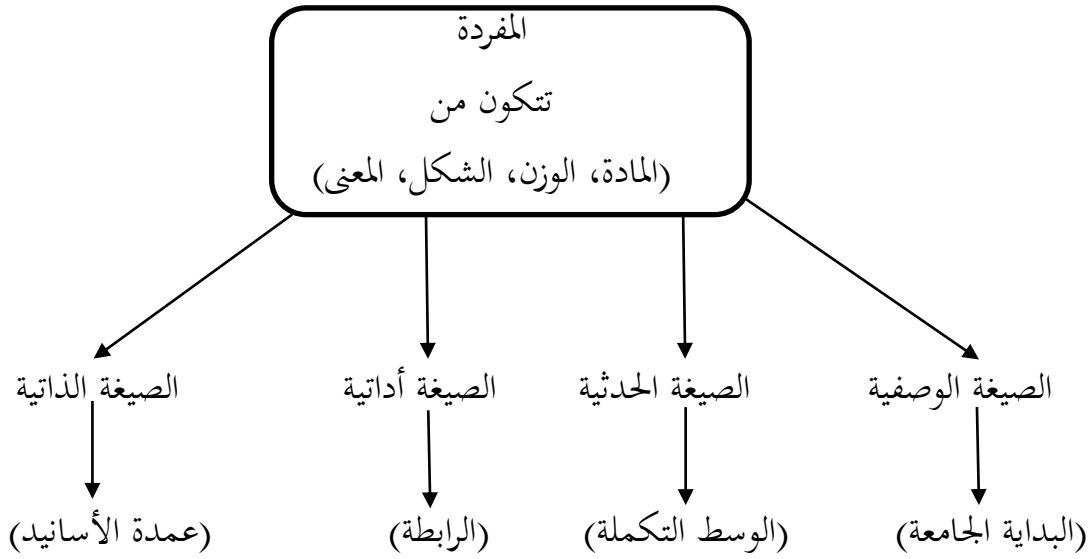 المفردة
تتكون من
(المادة، الوزن، الشكل، المعنى)
الصيغة الوصفية
الصيغة الحدثية
الصيغة أداتية
الصيغة الذاتية
(البداية الجامعة)
(الوسط التكملة)
(الرابطة)
(عمدة الأسانيد)